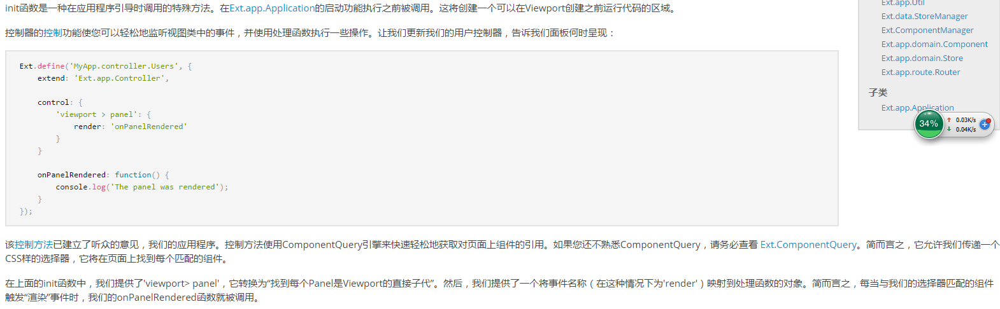 init函数是一种在应用程序引导时调用的特殊方法。在Ext.app.Application的启动功能执行之前被调用。这将创建一个可以在Viewport创建之前运行代码的区域。
控制器的控制功能使您可以轻松地监听视图类中的事件，并使用处理函数执行一些操作。让我们更新我们的用户控制器，告诉我们面板何时呈现：
Ext.define('MyApp.controller.Users', {
    extend: 'Ext.app.Controller',
    control: {
        'viewport > panel': {
            render: 'onPanelRendered'
        }
    }
    onPanelRendered: function() {
        console.log('The panel was rendered');
    }
});
该控制方法已建立了听众的意见，我们的应用程序。控制方法使用ComponentQuery引擎来快速轻松地获取对页面上组件的引用。如果您还不熟悉ComponentQuery，请务必查看 Ext.ComponentQuery。简而言之，它允许我们传递一个
CSS样的选择器，它将在页面上找到每个匹配的组件。
在上面的init函数中，我们提供了'viewport> panel'，它转换为“找到每个Panel是Viewport的直接子代”。然后，我们提供了一个将事件名称（在这种情况下为'render'）映射到处理函数的对象。简而言之，每当与我们的选择器匹配的组件
触发“渲染”事件时，我们的onPanelRendered函数就被调用。
Ext.app.Util
Ext.data.StoreManager
Ext.ComponentManager
Ext.app.domain.Component
Ext.app.domain.Store
Ext.app.route.Router
子类
Ext.app.Application
34%
↑ 0.03K/s
↓ 0.04K/s